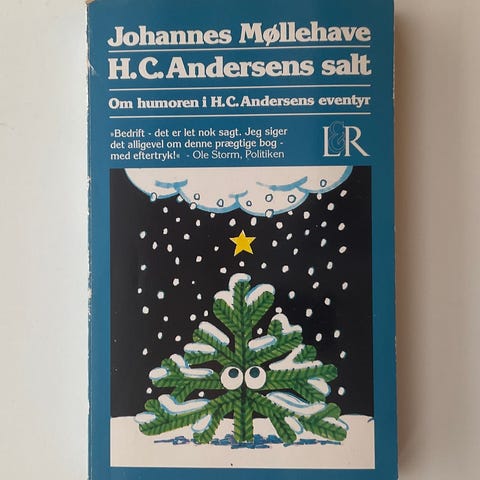 Johannes Møllehave
H.C. Andersens salt
Om humoren i H.C. Andersens eventyr
»Bedrift - det er let nok sagt. Jeg siger
det alligevel om denne prægtige bog -
med eftertryk!« - Ole Storm, Politiken
L&R